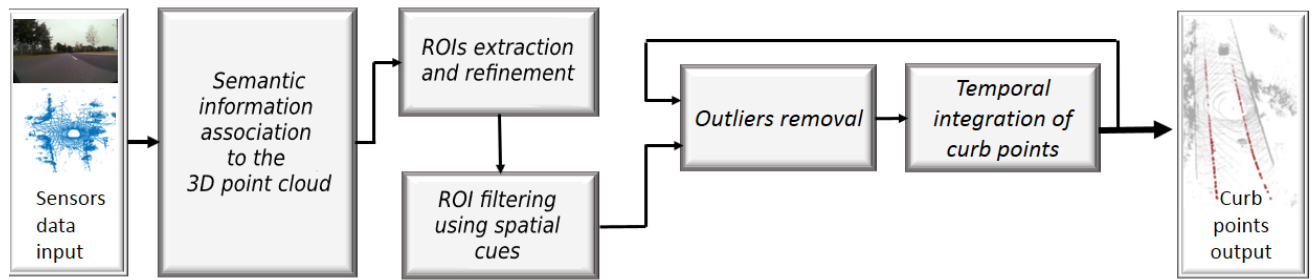 Sensors
data
input
Semantic
information
association
to the
3D point cloud
ROIs extraction
and refinement
ROI filtering
using spatial
cues
Outliers removal
Temporal
integration of
curb points
Curb
points
output